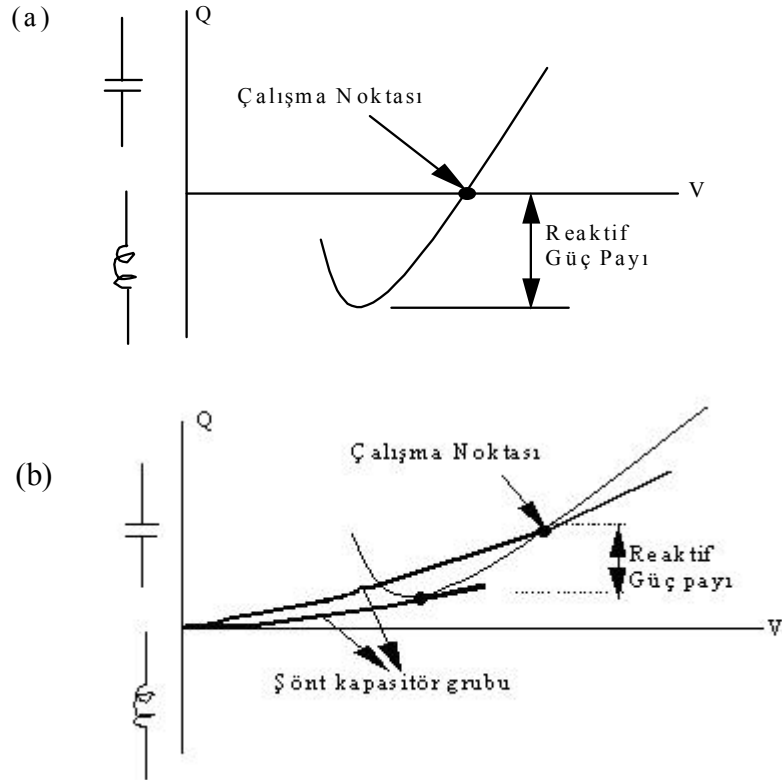 (a)
Q
Çalışma Noktası
V
Reaktif
Güç Payı
(b)
Q
Çalışma Noktası
Reaktif
Güç payı
V
Şönt kapasitör grubu